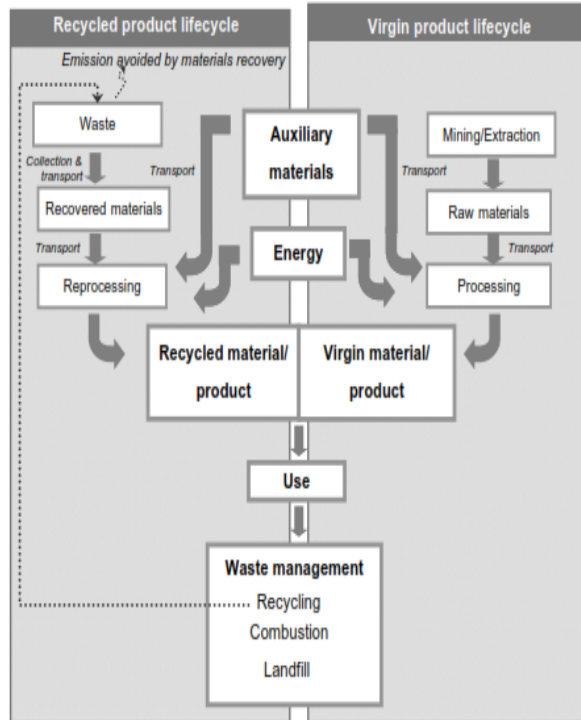 Recycled product lifecycle
Virgin product lifecycle
Emission avoided by materials recovery
Waste
Collection &
transport
Recovered materials
Transport
Reprocessing
Transport
Auxiliary
materials
Energy
Transport
Mining/Extraction
Raw materials
Transport
Processing
Recycled material/
product
Virgin material/
product
Use
Waste management
Recycling
Combustion
Landfill